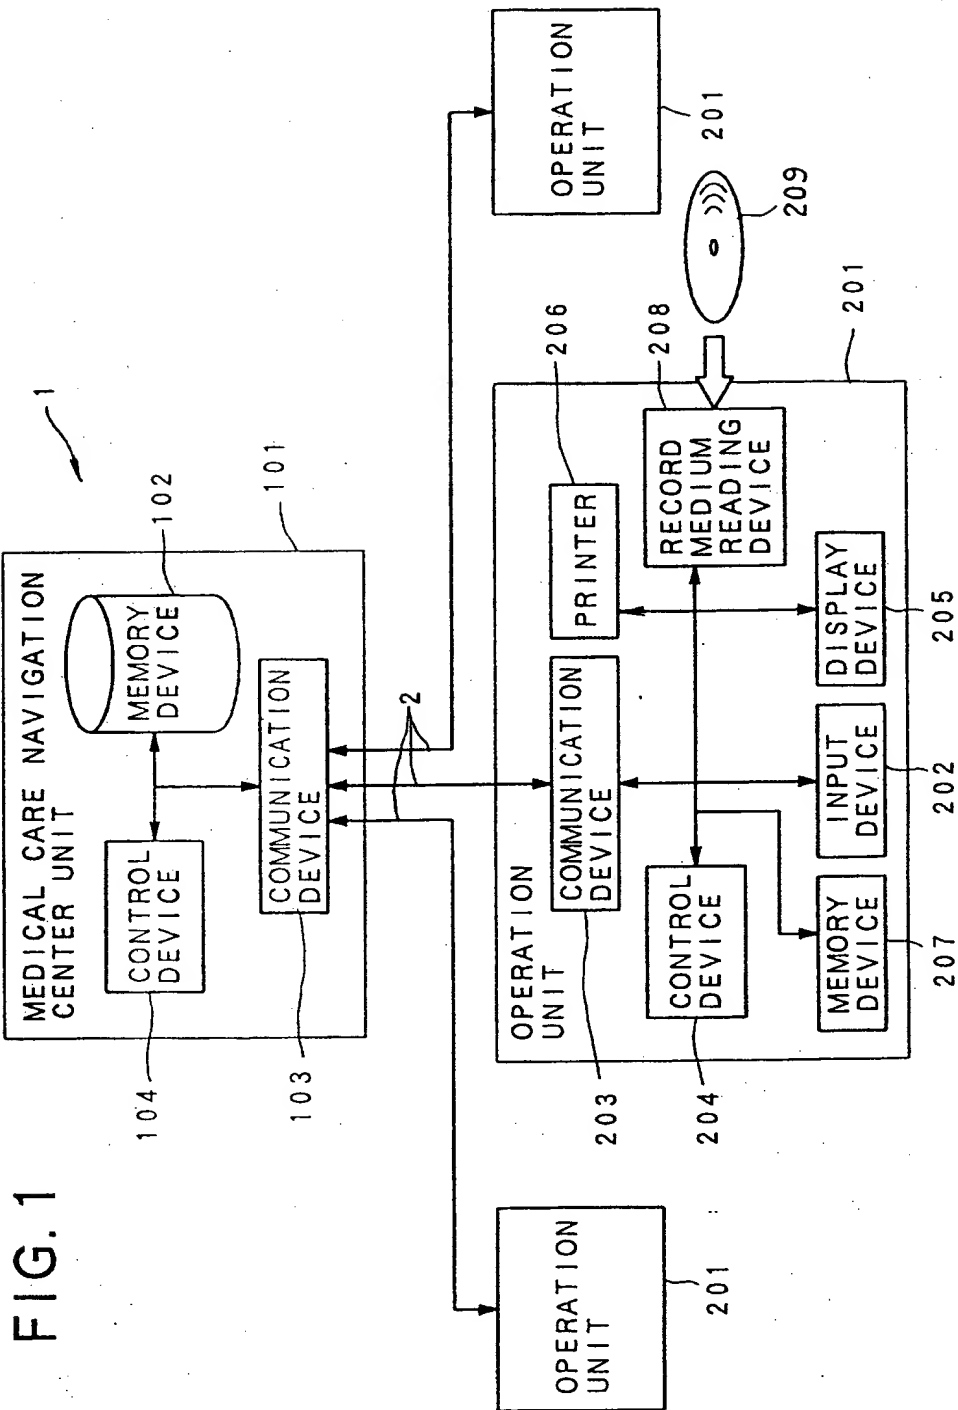 FIG. 1
1
MEDICAL CARE NAVIGATION
CENTER UNIT
101
MEMORY
DEVICE
102
CONTROL
DEVICE
104
COMMUNICATION
DEVICE
103
2
OPERATION
UNIT
201
OPERATION
UNIT
COMMUNICATION
DEVICE
203
PRINTER
206
CONTROL
DEVICE
204
RECORD
MEDIUM
READING
DEVICE
208
MEMORY
DEVICE
207
INPUT
DEVICE
202
DISPLAY
DEVICE
205
201
209
OPERATION
UNIT
201